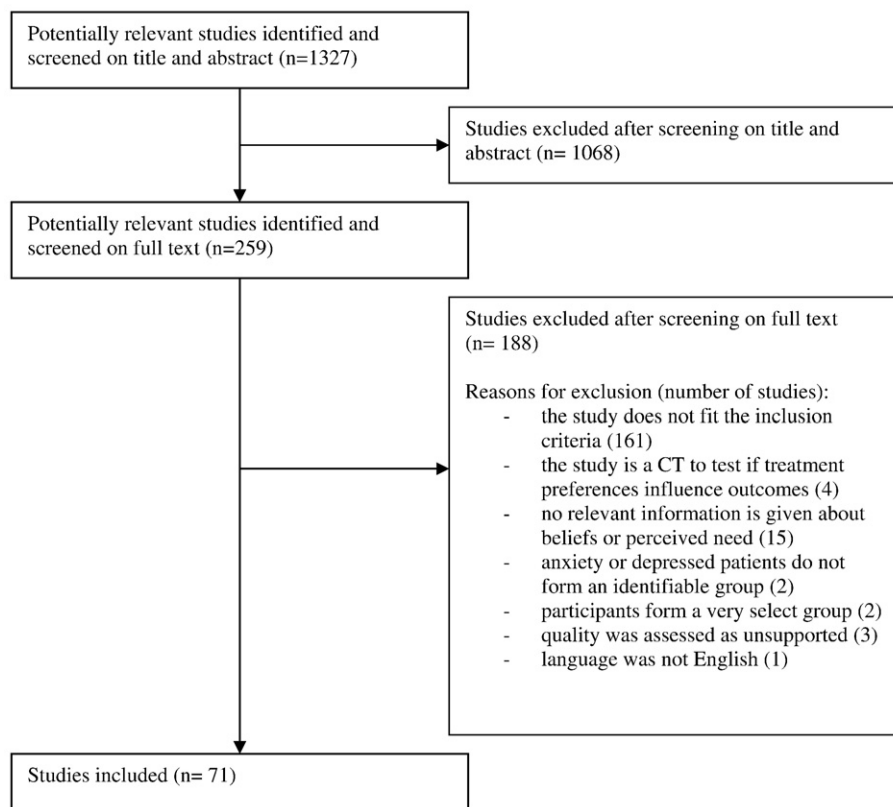 Potentially relevant studies identified and
screened on title and abstract (n=1327)
Studies excluded after screening on title and
abstract (n= 1068)
Potentially relevant studies identified and
screened on full text (n=259)
Studies excluded after screening on full text
(n= 188)
Reasons for exclusion (number of studies):
- the study does not fit the inclusion
criteria (161)
- the study is a CT to test if treatment
preferences influence outcomes (4)
- no relevant information is given about
beliefs or perceived need (15)
- anxiety or depressed patients do not
form an identifiable group (2)
- participants form a very select group (2)
- quality was assessed as unsupported (3)
- language was not English (1)
Studies included (n= 71)